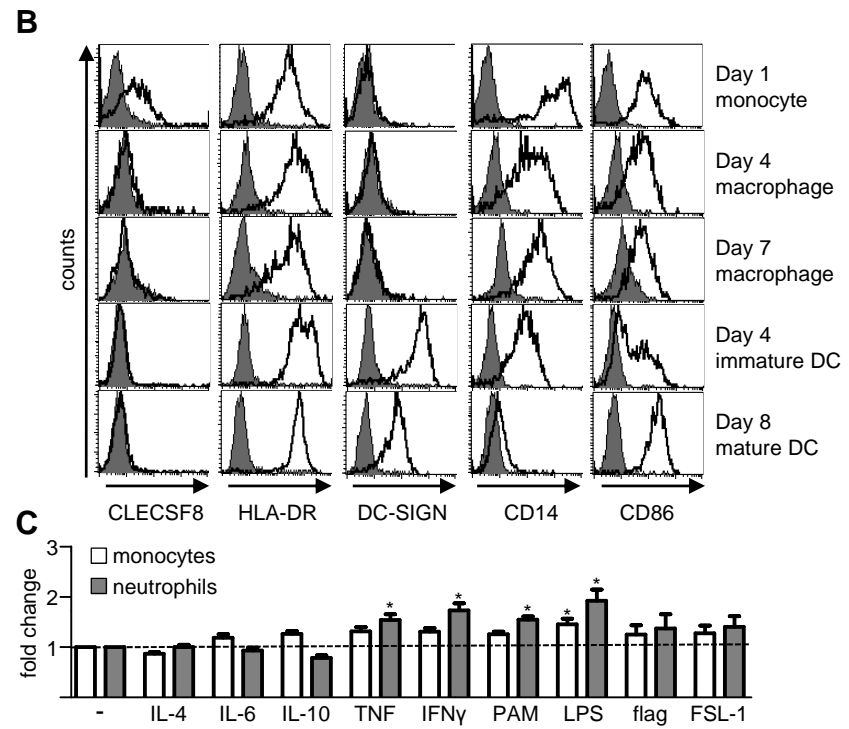 B
Day 1
monocyte
Day 4
macrophage
Day 7
macrophage
Day 4
immature DC
Day 8
mature DC
counts
CLECSF8 HLA-DR DC-SIGN CD14 CD86
C
3
2
1
fold change
monocytes
neutrophils
* * * * *
- IL-4 IL-6 IL-10 TNF IFNγ PAM LPS flag FSL-1